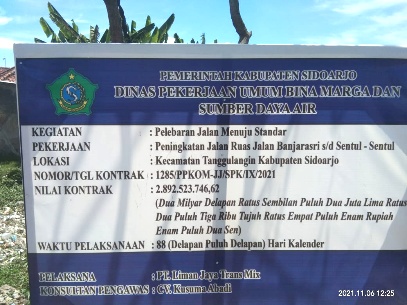 PEMERINTAH KABUPATEN SIDOARJO
DINAS PEKERJAAN UMUM BINA MARGA DAN
SUMBER DAYA AIR
KEGIATAN : Pelebaran Jalan Menuju Standar
PEKERJAAN : Peningkatan Jalan Ruas Jalan Banjarasri s/d Sentul - Sentul
LOKASI : Kecamatan Tanggulangin Kabupaten Sidoarjo
NOMOR/TGL KONTRAK : 1285/PPKOM-JJ/SPK/IX/2021
NILAI KONTRAK : 2.892.523.746,62
(Dua Milyar Delapan Ratus Sembilan Puluh Dua Juta Lima Ratus
Dua Puluh Tiga Ribu Tujuh Ratus Empat Puluh Enam Rupiah
Enam Puluh Dua Sen)
WAKTU PELAKSANAAN : 88 (Delapan Puluh Delapan) Hari Kalender
PELAKSANA : PT. Liman Jaya Trans Mix
KONSULTAN PENGAWAS : CV. Kusuma Abadi
2021.11.06 12:25